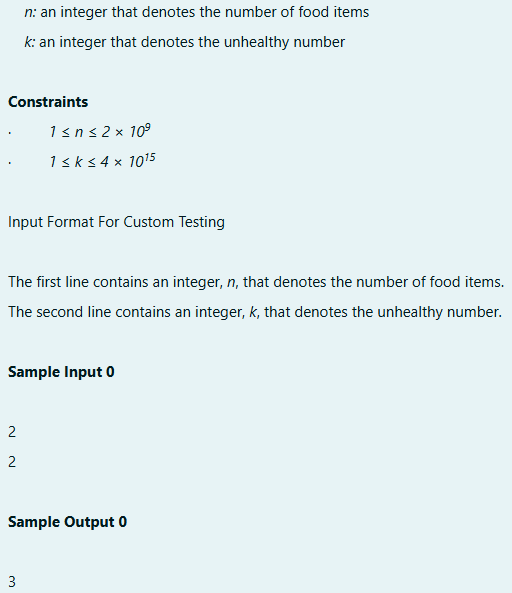 n: an integer that denotes the number of food items
k: an integer that denotes the unhealthy number
Constraints
· 1 ≤ n ≤ 2 × 10⁹
· 1 ≤ k ≤ 4 × 10¹⁵
Input Format For Custom Testing
The first line contains an integer, n, that denotes the number of food items.
The second line contains an integer, k, that denotes the unhealthy number.
Sample Input 0
2
2
Sample Output 0
3